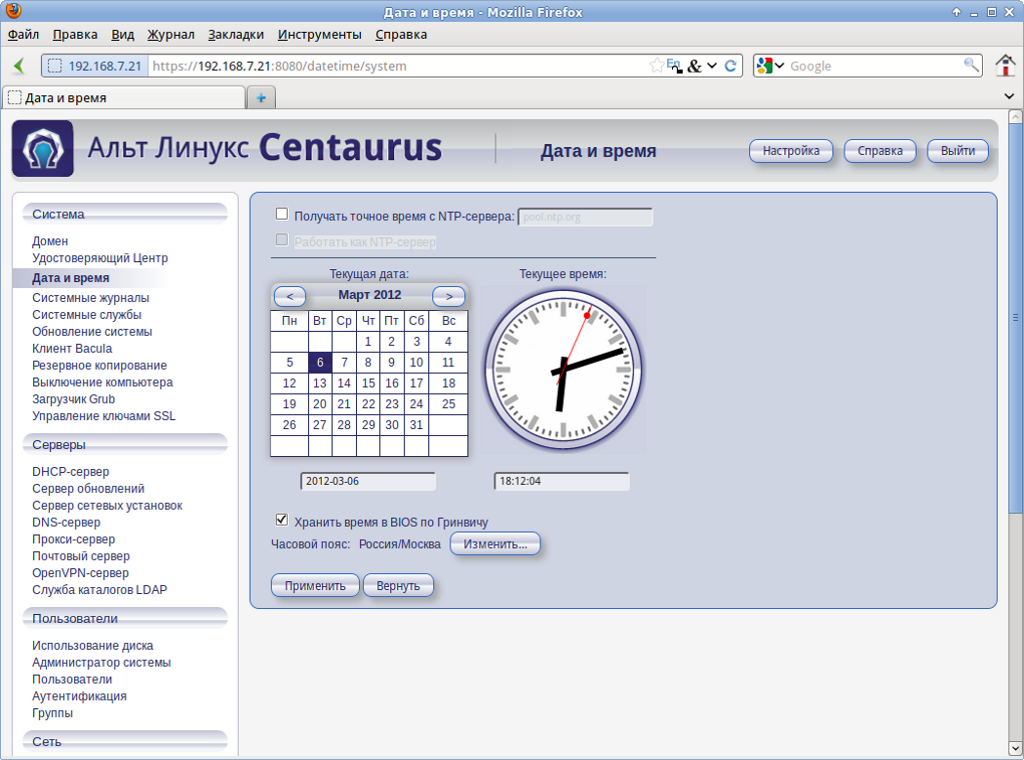 Дата и время - Mozilla Firefox
Файл Правка Вид Журнал Закладки Инструменты Справка
192.168.7.21 https://192.168.7.21:8080/datetime/system En & Google
Дата и время
Альт Линукс Centaurus Дата и время Настройка Справка Выйти
Система
Домен
Удостоверяющий Центр
Дата и время
Системные журналы
Системные службы
Обновление системы
Клиент Bacula
Резервное копирование
Выключение компьютера
Загрузчик Grub
Управление ключами SSL
Серверы
DHCP-сервер
Сервер обновлений
Сервер сетевых установок
DNS-сервер
Прокси-сервер
Почтовый сервер
OpenVPN-сервер
Служба каталогов LDAP
Пользователи
Использование диска
Администратор системы
Пользователи
Аутентификация
Группы
Сеть
Получать точное время с NTP-сервера: pool.ntp.org
Работать как NTP-сервер
Текущая дата: Текущее время:
< Март 2012 >
Пн Вт Ср Чт Пт Сб Вс
1 2 3 4
5 6 7 8 9 10 11
12 13 14 15 16 17 18
19 20 21 22 23 24 25
26 27 28 29 30 31
2012-03-06 18:12:04
Хранить время в BIOS по Гринвичу
Часовой пояс: Россия/Москва Изменить...
Применить Вернуть